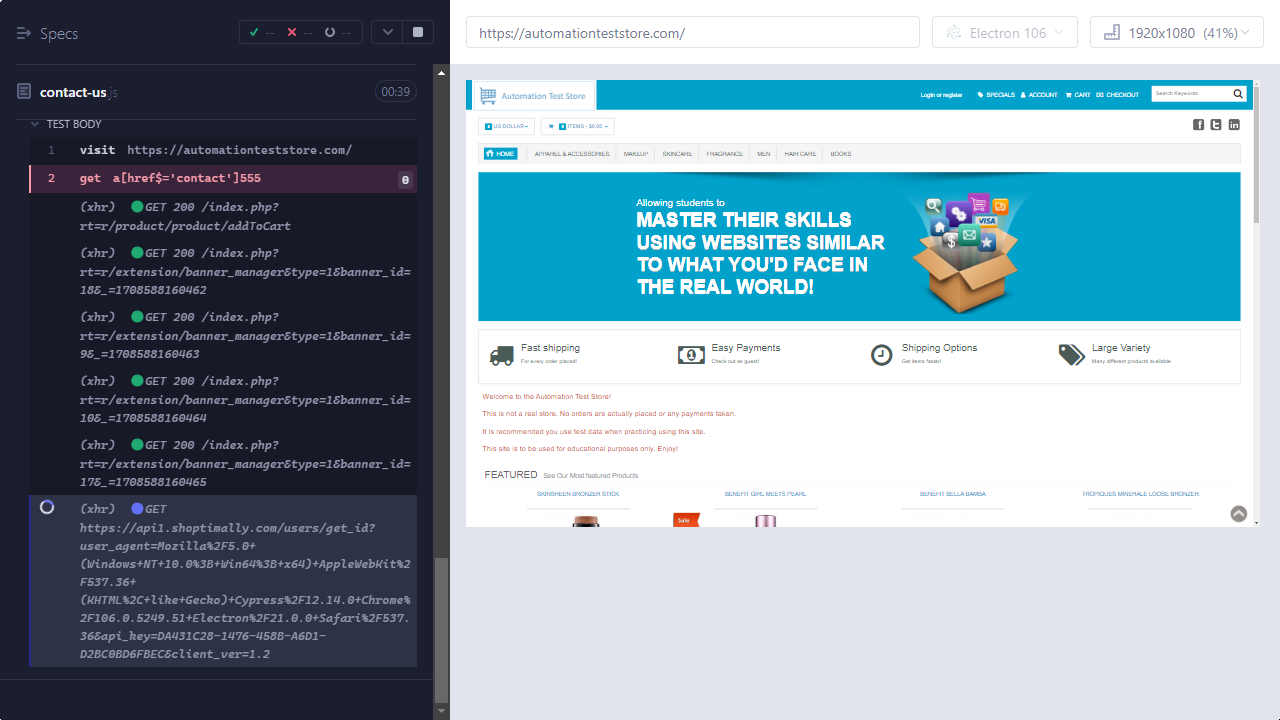 Specs
--
--
--
contact-us.js
00:39
TEST BODY
1 visit https://automationteststore.com/
2 get a[href$='contact']555 0
(xhr) GET 200 /index.php?
rt=r/product/product/addToCart
(xhr) GET 200 /index.php?
rt=r/extension/banner_manager&type=1&banner_id=
18&_=1708588160462
(xhr) GET 200 /index.php?
rt=r/extension/banner_manager&type=1&banner_id=
9&_=1708588160463
(xhr) GET 200 /index.php?
rt=r/extension/banner_manager&type=1&banner_id=
10&_=1708588160464
(xhr) GET 200 /index.php?
rt=r/extension/banner_manager&type=1&banner_id=
17&_=1708588160465
(xhr) GET
https://api1.shoptimally.com/users/get_id?
user_agent=Mozilla%2F5.0+
(Windows+NT+10.0%3B+Win64%3B+x64)+AppleWebKit%2
F537.36+
(KHTML%2C+like+Gecko)+Cypress%2F12.14.0+Chrome%
2F106.0.5249.51+Electron%2F21.0.0+Safari%2F537.
36&api_key=DA431C28-1476-458B-A6D1-
D2BC0BD6FBEC&client_ver=1.2
https://automationteststore.com/
Electron 106
1920x1080 (41%)
Automation Test Store
Login or register
SPECIALS
ACCOUNT
CART
CHECKOUT
Search Keywords
US DOLLAR
ITEMS - $0.00
HOME
APPAREL & ACCESSORIES
MAKEUP
SKINCARE
FRAGRANCE
MEN
HAIR CARE
BOOKS
Allowing students to
MASTER THEIR SKILLS
USING WEBSITES SIMILAR
TO WHAT YOU'D FACE IN
THE REAL WORLD!
VISA
Fast shipping
For every order placed!
Easy Payments
Check out as guest!
Shipping Options
Get items faster!
Large Variety
Many different products available
Welcome to the Automation Test Store!
This is not a real store. No orders are actually placed or any payments taken.
It is recommended you use test data when practicing using this site.
This site is to be used for educational purposes only. Enjoy!
FEATURED See Our Most featured Products
SKINSHEEN BRONZER STICK
BENEFIT GIRL MEETS PEARL
BENEFIT BELLA BAMBA
TROPIQUES MINERALE LOOSE BRONZER
Sale